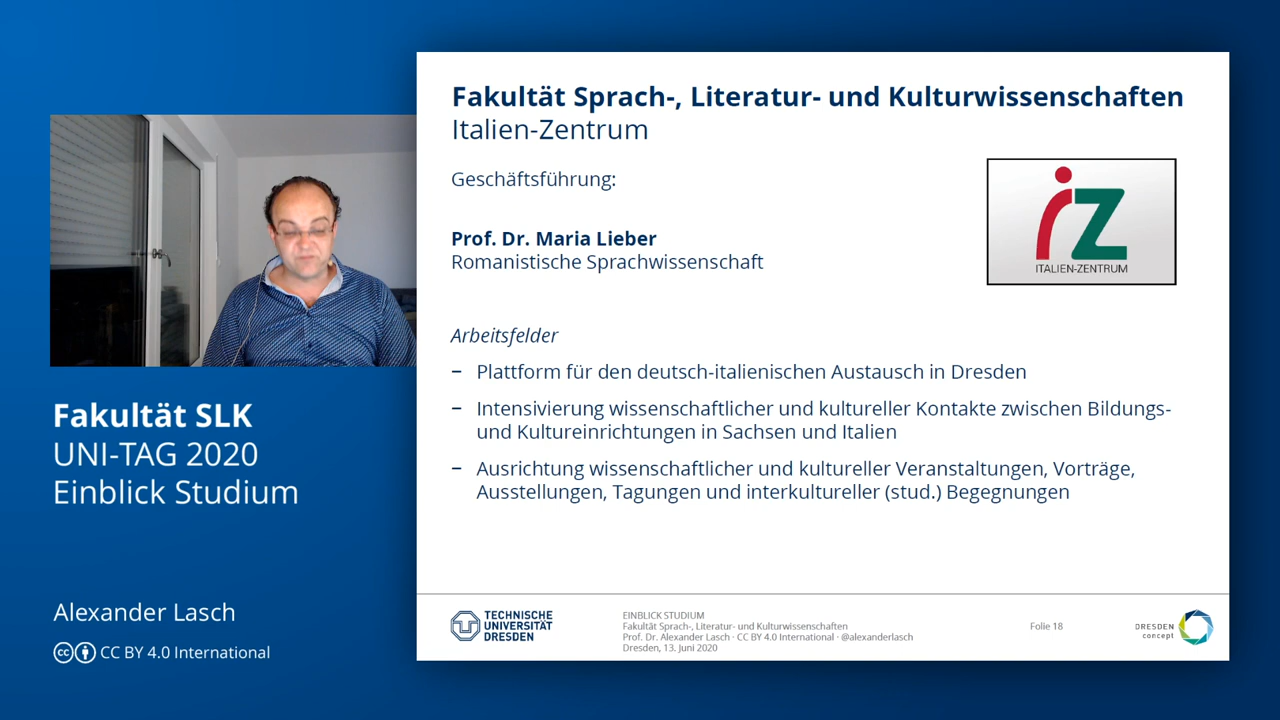 Fakultät Sprach-, Literatur- und Kulturwissenschaften
Italien-Zentrum
Geschäftsführung:
Prof. Dr. Maria Lieber
Romanistische Sprachwissenschaft
iZ
ITALIEN-ZENTRUM
Arbeitsfelder
– Plattform für den deutsch-italienischen Austausch in Dresden
– Intensivierung wissenschaftlicher und kultureller Kontakte zwischen Bildungs-
und Kultureinrichtungen in Sachsen und Italien
– Ausrichtung wissenschaftlicher und kultureller Veranstaltungen, Vorträge,
Ausstellungen, Tagungen und interkultureller (stud.) Begegnungen
Fakultät SLK
UNI-TAG 2020
Einblick Studium
Alexander Lasch
cc CC BY 4.0 International
TECHNISCHE
UNIVERSITÄT
DRESDEN
EINBLICK STUDIUM
Fakultät Sprach-, Literatur- und Kulturwissenschaften
Prof. Dr. Alexander Lasch · CC BY 4.0 International · @alexanderlasch
Dresden, 13. Juni 2020
Folie 18
DRESDEN
concept